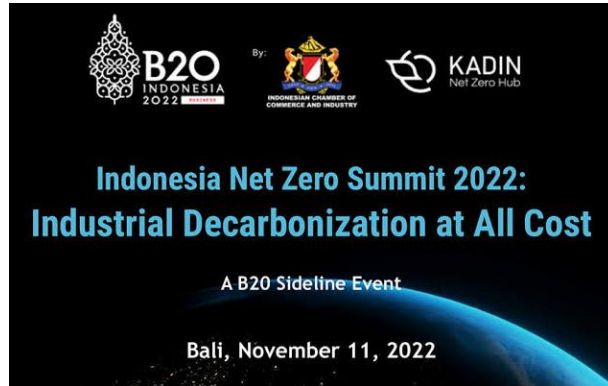 B20
INDONESIA
2022 BUSINESS
By:
INDONESIAN CHAMBER OF
COMMERCE AND INDUSTRY
KADIN
Net Zero Hub
Indonesia Net Zero Summit 2022:
Industrial Decarbonization at All Cost
A B20 Sideline Event
Bali, November 11, 2022